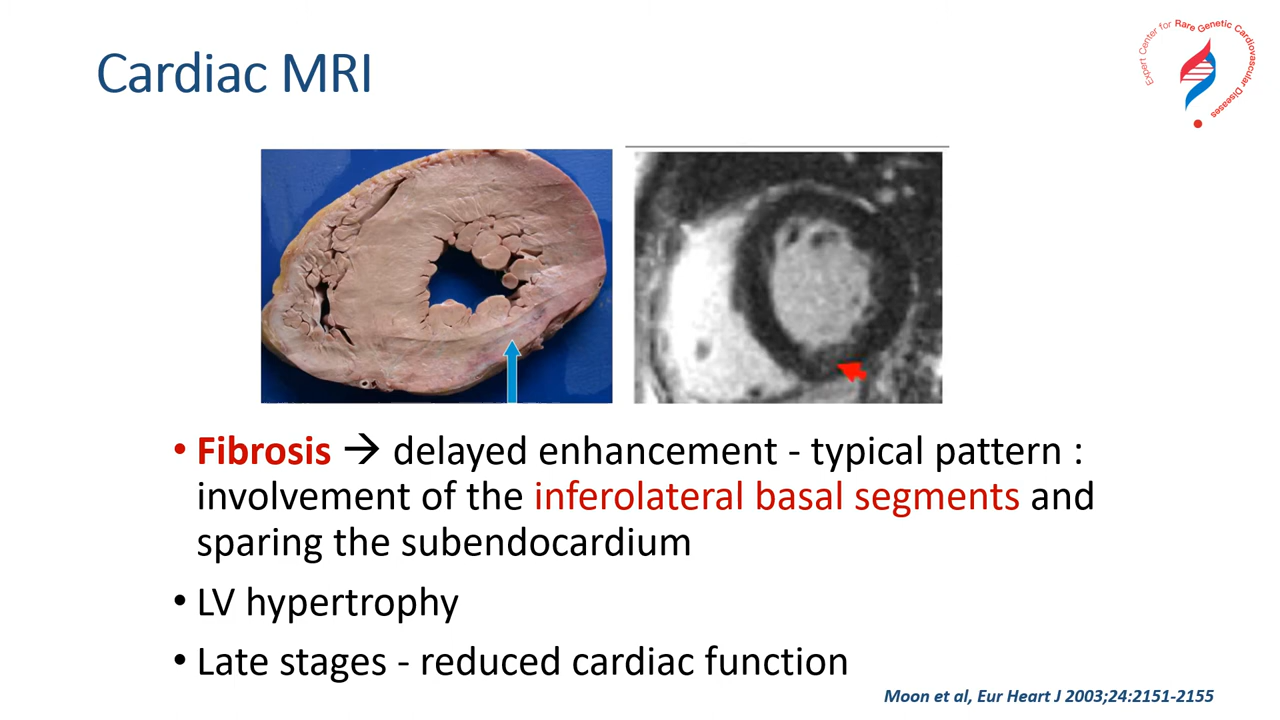 Cardiac MRI
Expert Center for Rare Genetic Cardiovascular Diseases
• Fibrosis → delayed enhancement - typical pattern :
involvement of the inferolateral basal segments and
sparing the subendocardium
• LV hypertrophy
• Late stages - reduced cardiac function
Moon et al, Eur Heart J 2003;24:2151-2155